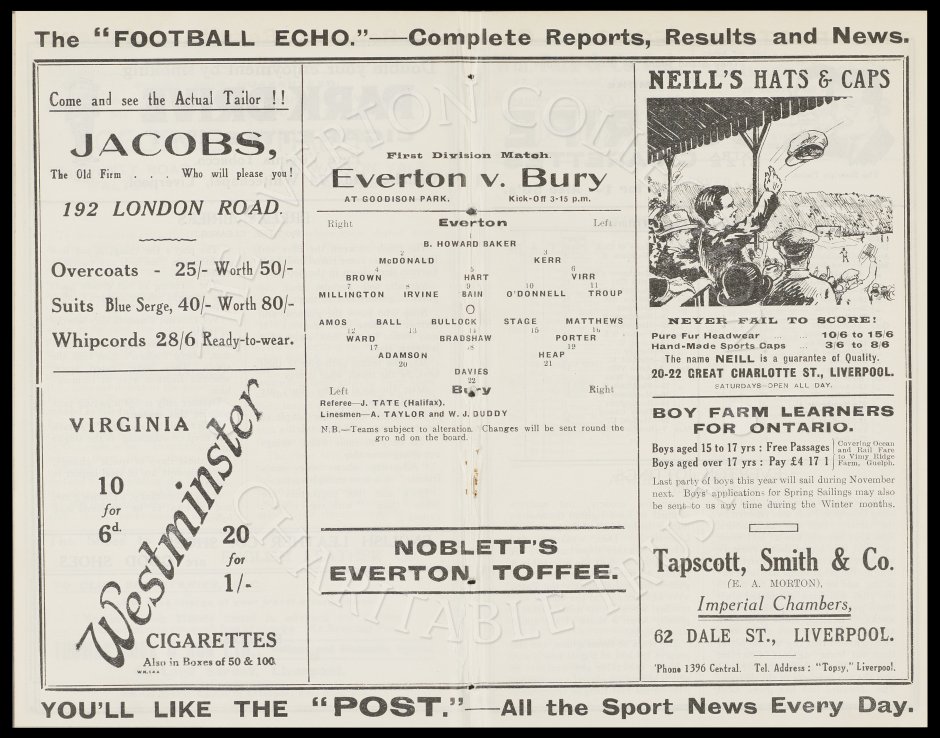 The "FOOTBALL ECHO."—Complete Reports, Results and News.
Come and see the Actual Tailor !!
JACOBS,
The Old Firm . . . Who will please you!
192 LONDON ROAD.
Overcoats - 25/- Worth 50/-
Suits Blue Serge, 40/- Worth 80/-
Whipcords 28/6 Ready-to-wear.
VIRGINIA
10
for
6d.
20
for
1/-
Westminster
CIGARETTES
Also in Boxes of 50 & 100.
First Division Match.
Everton v. Bury
AT GOODISON PARK. Kick-Off 3-15 p.m.
Right Everton Left
1
B. HOWARD BAKER
2 3
McDONALD KERR
4 5 6
BROWN HART VIRR
7 8 9 10 11
MILLINGTON IRVINE BAIN O'DONNELL TROUP
O
AMOS BALL BULLOCK STAGE MATTHEWS
12 13 14 15 16
WARD BRADSHAW PORTER
17 18 19
ADAMSON HEAP
20 21
DAVIES
22
Left Bury Right
Referee—J. TATE (Halifax).
Linesmen—A. TAYLOR and W. J. DUDDY
N.B.—Teams subject to alteration. Changes will be sent round the
gro nd on the board.
NOBLETT'S
EVERTON TOFFEE.
NEILL'S HATS & CAPS
NEVER FAIL TO SCORE!
Pure Fur Headwear ... ... 10/6 to 15/6
Hand-Made Sports Caps ... 3/6 to 8/6
The name NEILL is a guarantee of Quality.
20-22 GREAT CHARLOTTE ST., LIVERPOOL.
SATURDAYS—OPEN ALL DAY.
BOY FARM LEARNERS
FOR ONTARIO.
Boys aged 15 to 17 yrs : Free Passages
Boys aged over 17 yrs : Pay £4 17 1
Covering Ocean
and Rail Fare
to Vimy Ridge
Farm, Guelph.
Last party of boys this year will sail during November
next. Boys' applications for Spring Sailings may also
be sent to us any time during the Winter months.
Tapscott, Smith & Co.
(E. A. MORTON),
Imperial Chambers,
62 DALE ST., LIVERPOOL.
'Phone 1396 Central. Tel. Address : "Topsy," Liverpool.
YOU'LL LIKE THE "POST."—All the Sport News Every Day.
THE EVERTON COLLECTION
CHARITABLE TRUST